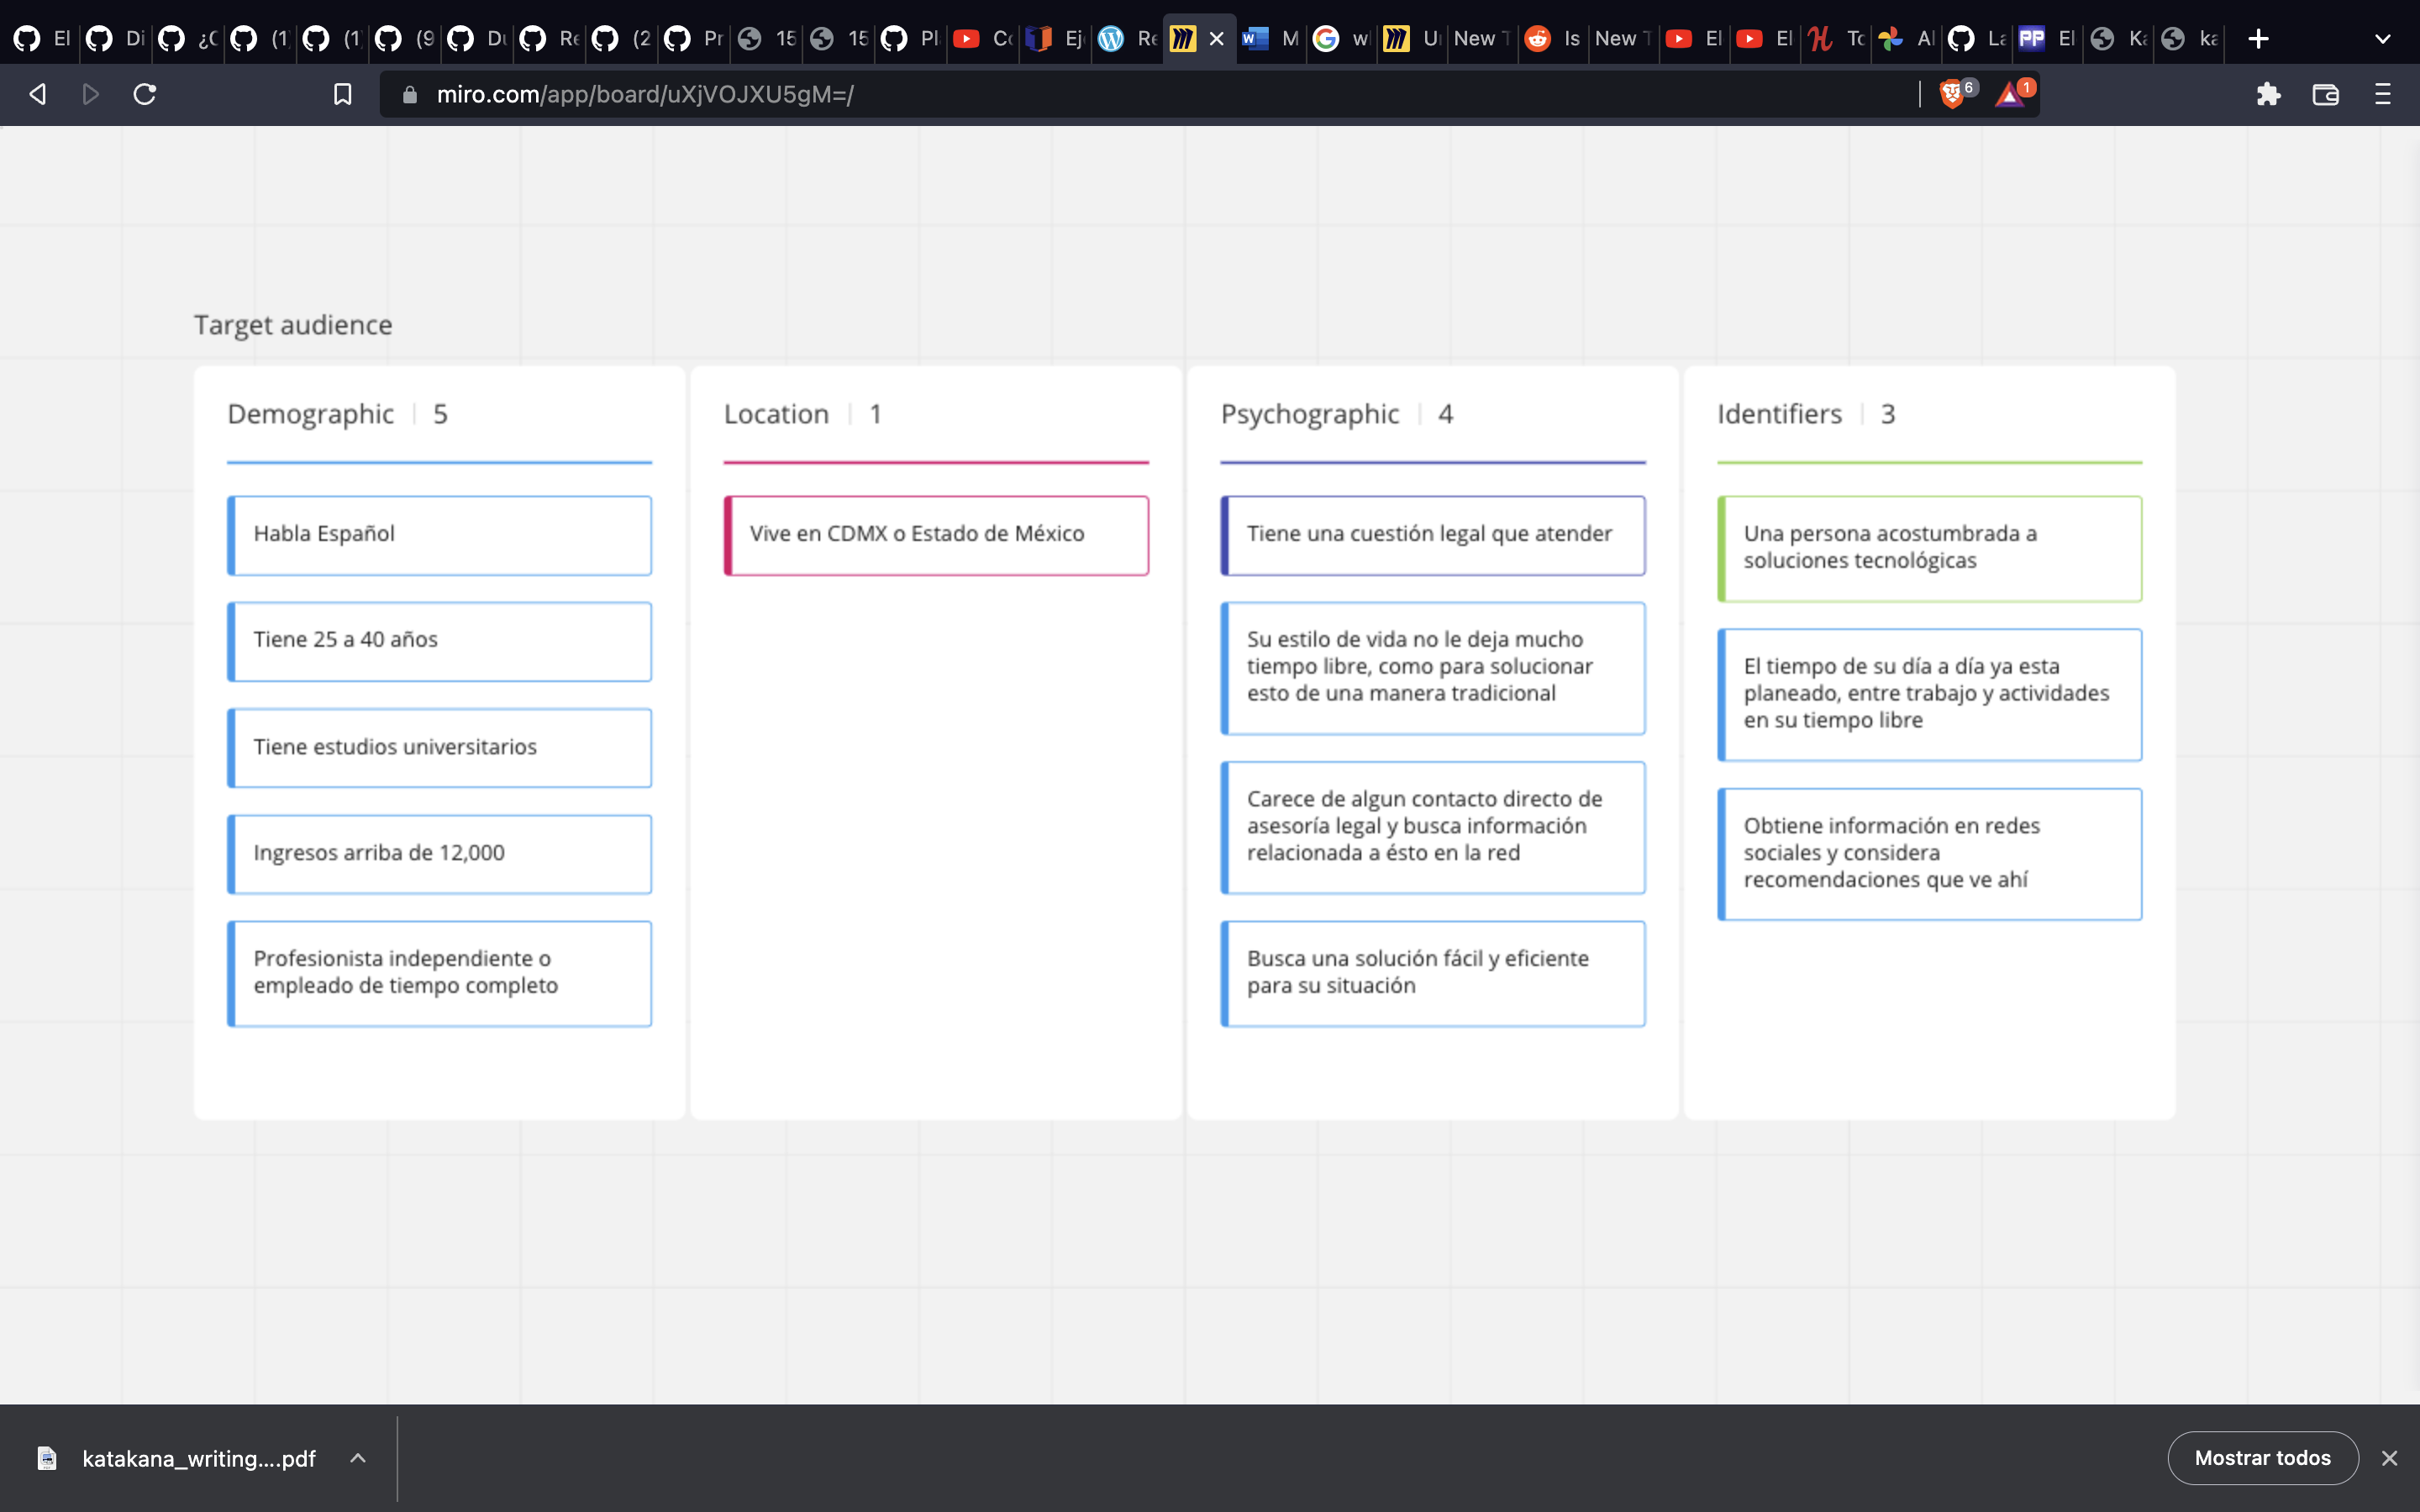 El Di ¿C (1 (1 (9 Du Re (2 Pr 15 15 Pl Co Ej Re M w U New T Is New T El El To Al La El Ka ka
miro.com/app/board/uXjVOJXU5gM=/ 6 1
Target audience
Demographic 5
Habla Español
Tiene 25 a 40 años
Tiene estudios universitarios
Ingresos arriba de 12,000
Profesionista independiente o
empleado de tiempo completo
Location 1
Vive en CDMX o Estado de México
Psychographic 4
Tiene una cuestión legal que atender
Su estilo de vida no le deja mucho
tiempo libre, como para solucionar
esto de una manera tradicional
Carece de algun contacto directo de
asesoría legal y busca información
relacionada a ésto en la red
Busca una solución fácil y eficiente
para su situación
Identifiers 3
Una persona acostumbrada a
soluciones tecnológicas
El tiempo de su día a día ya esta
planeado, entre trabajo y actividades
en su tiempo libre
Obtiene información en redes
sociales y considera
recomendaciones que ve ahí
katakana_writing....pdf
Mostrar todos